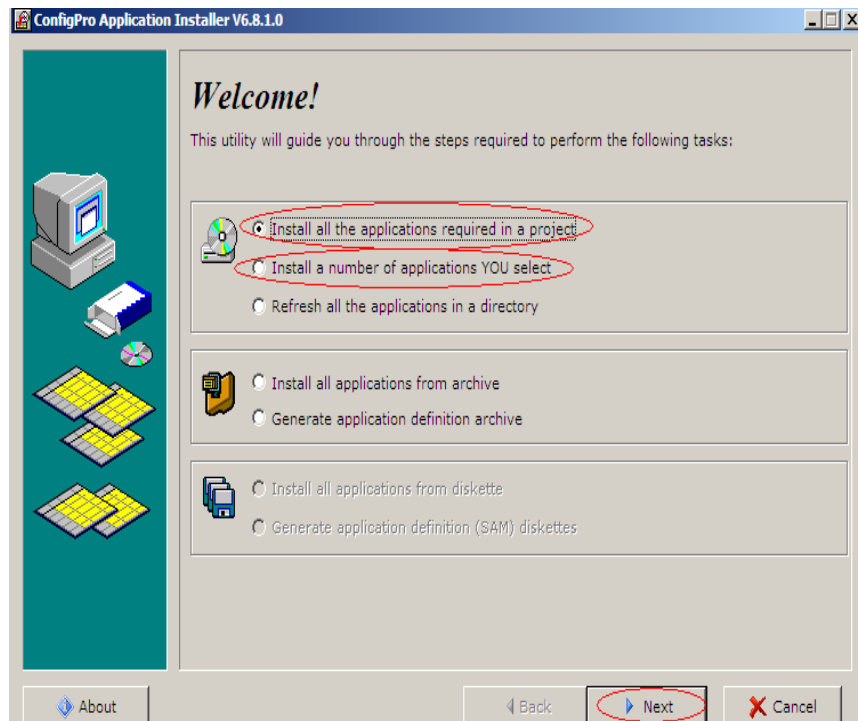 ConfigPro Application Installer V6.8.1.0
Welcome!
This utility will guide you through the steps required to perform the following tasks:
Install all the applications required in a project
Install a number of applications YOU select
Refresh all the applications in a directory
Install all applications from archive
Generate application definition archive
Install all applications from diskette
Generate application definition (SAM) diskettes
About
Back
Next
Cancel